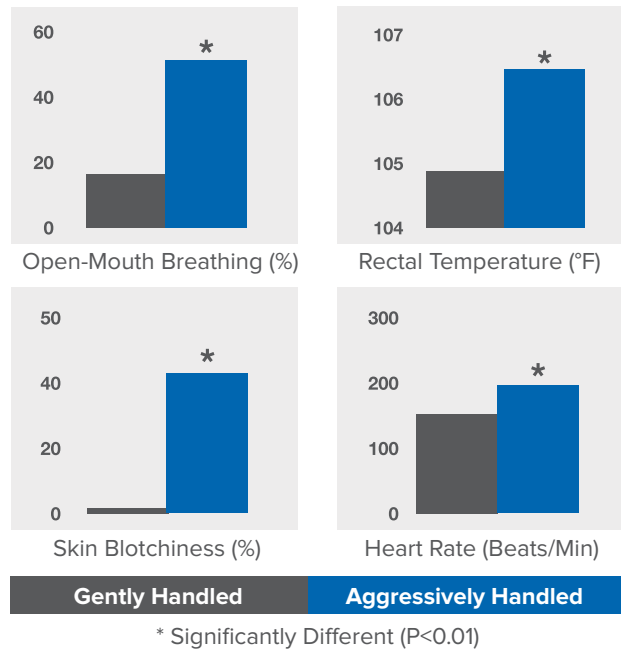 60
*
40
20
0
Open-Mouth Breathing (%)
107
*
106
105
104
Rectal Temperature (°F)
50
*
40
20
0
Skin Blotchiness (%)
300
200
*
100
0
Heart Rate (Beats/Min)
Gently Handled
Aggressively Handled
* Significantly Different (P<0.01)